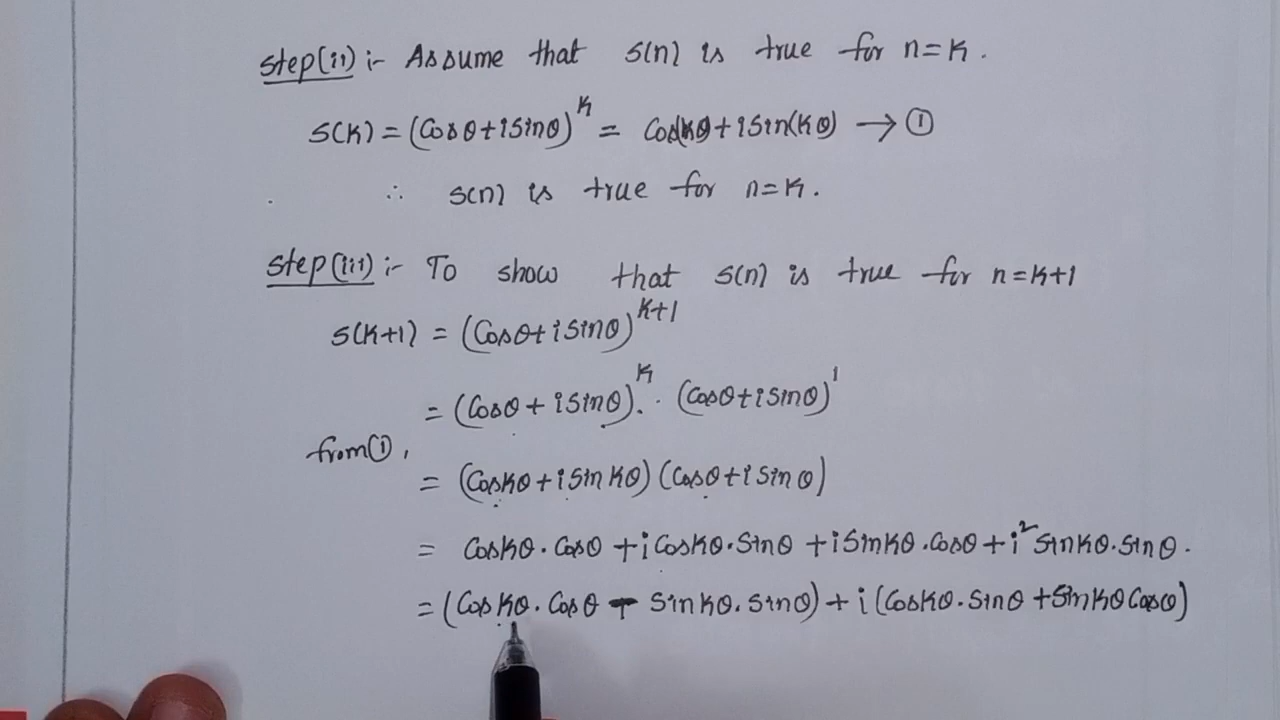 step(ii) :- Assume that S(n) is true for n=K.
S(K) = (Cosθ+iSinθ)^K = Cos(Kθ)+iSin(Kθ) → ①
∴ S(n) is true for n=K.
step(iii) :- To show that S(n) is true for n=K+1
S(K+1) = (Cosθ+iSinθ)^K+1
= (Cosθ+iSinθ)^K · (Cosθ+iSinθ)^1
from①,
= (CosKθ+iSinKθ)(Cosθ+iSinθ)
= CosKθ·Cosθ+iCosKθ·Sinθ+iSinKθ·Cosθ+i²SinKθ·Sinθ.
= (CosKθ·Cosθ - SinKθ·Sinθ)+i(CosKθ·Sinθ+SinKθCosθ)